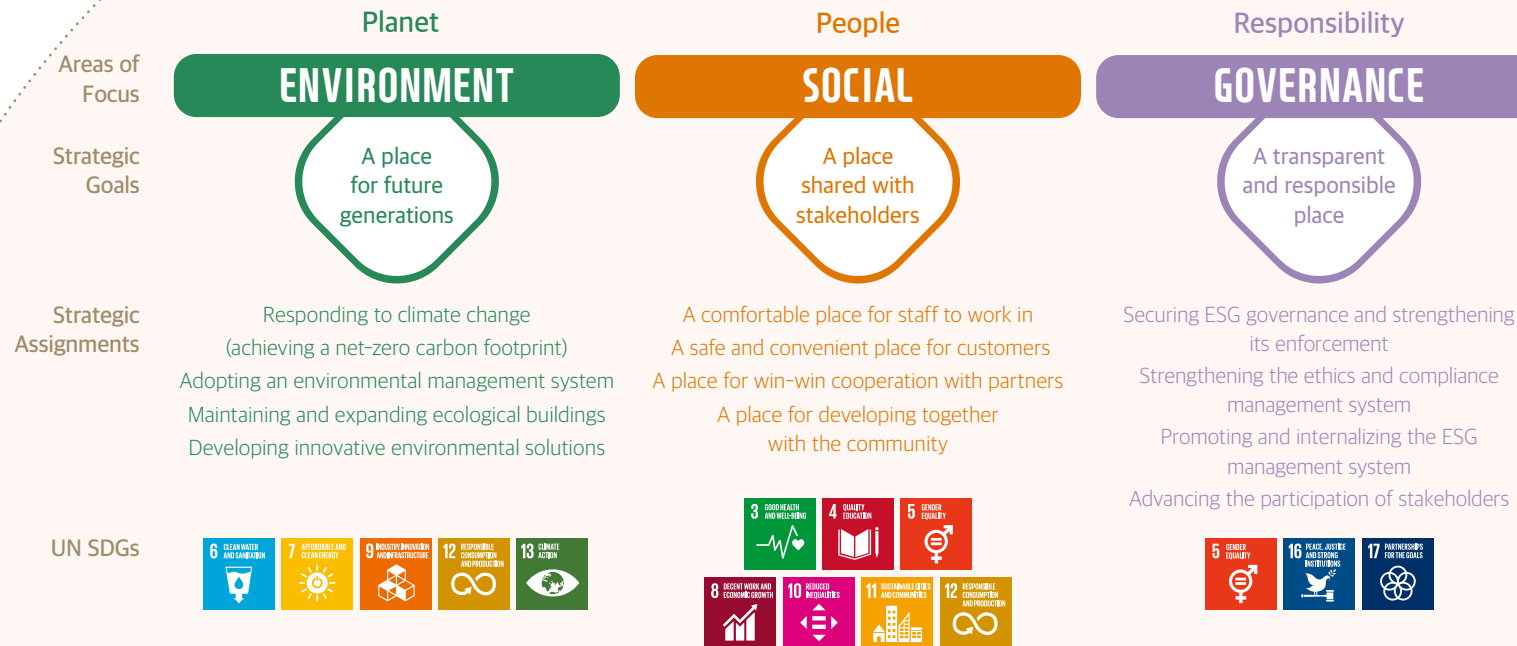 Planet
People
Responsibility
Areas of
Focus
ENVIRONMENT
SOCIAL
GOVERNANCE
Strategic
Goals
A place
for future
generations
A place
shared with
stakeholders
A transparent
and responsible
place
Strategic
Assignments
Responding to climate change
(achieving a net-zero carbon footprint)
Adopting an environmental management system
Maintaining and expanding ecological buildings
Developing innovative environmental solutions
A comfortable place for staff to work in
A safe and convenient place for customers
A place for win-win cooperation with partners
A place for developing together
with the community
Securing ESG governance and strengthening
its enforcement
Strengthening the ethics and compliance
management system
Promoting and internalizing the ESG
management system
Advancing the participation of stakeholders
UN SDGs
6 CLEAN WATER
AND SANITATION
7 AFFORDABLE AND
CLEAN ENERGY
9 INDUSTRY, INNOVATION
AND INFRASTRUCTURE
12 RESPONSIBLE
CONSUMPTION
AND PRODUCTION
13 CLIMATE
ACTION
3 GOOD HEALTH
AND WELL-BEING
4 QUALITY
EDUCATION
5 GENDER
EQUALITY
8 DECENT WORK AND
ECONOMIC GROWTH
10 REDUCED
INEQUALITIES
11 SUSTAINABLE CITIES
AND COMMUNITIES
12 RESPONSIBLE
CONSUMPTION
AND PRODUCTION
5 GENDER
EQUALITY
16 PEACE, JUSTICE
AND STRONG
INSTITUTIONS
17 PARTNERSHIPS
FOR THE GOALS